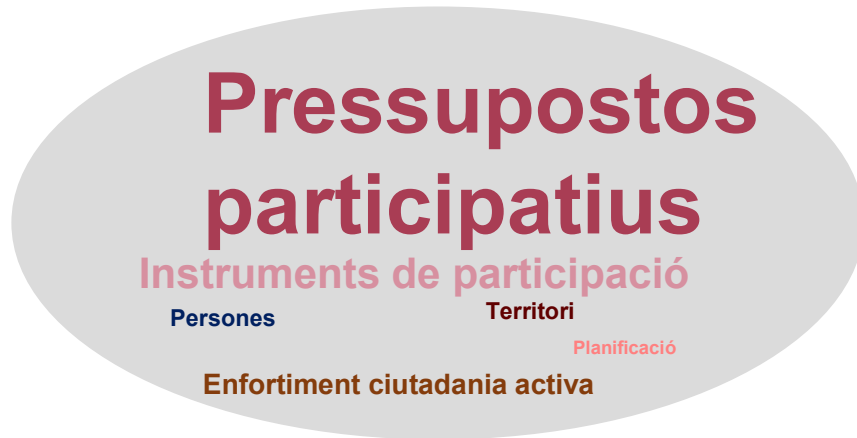 Pressupostos
participatius
Instruments de participació
Persones
Territori
Planificació
Enfortiment ciutadania activa